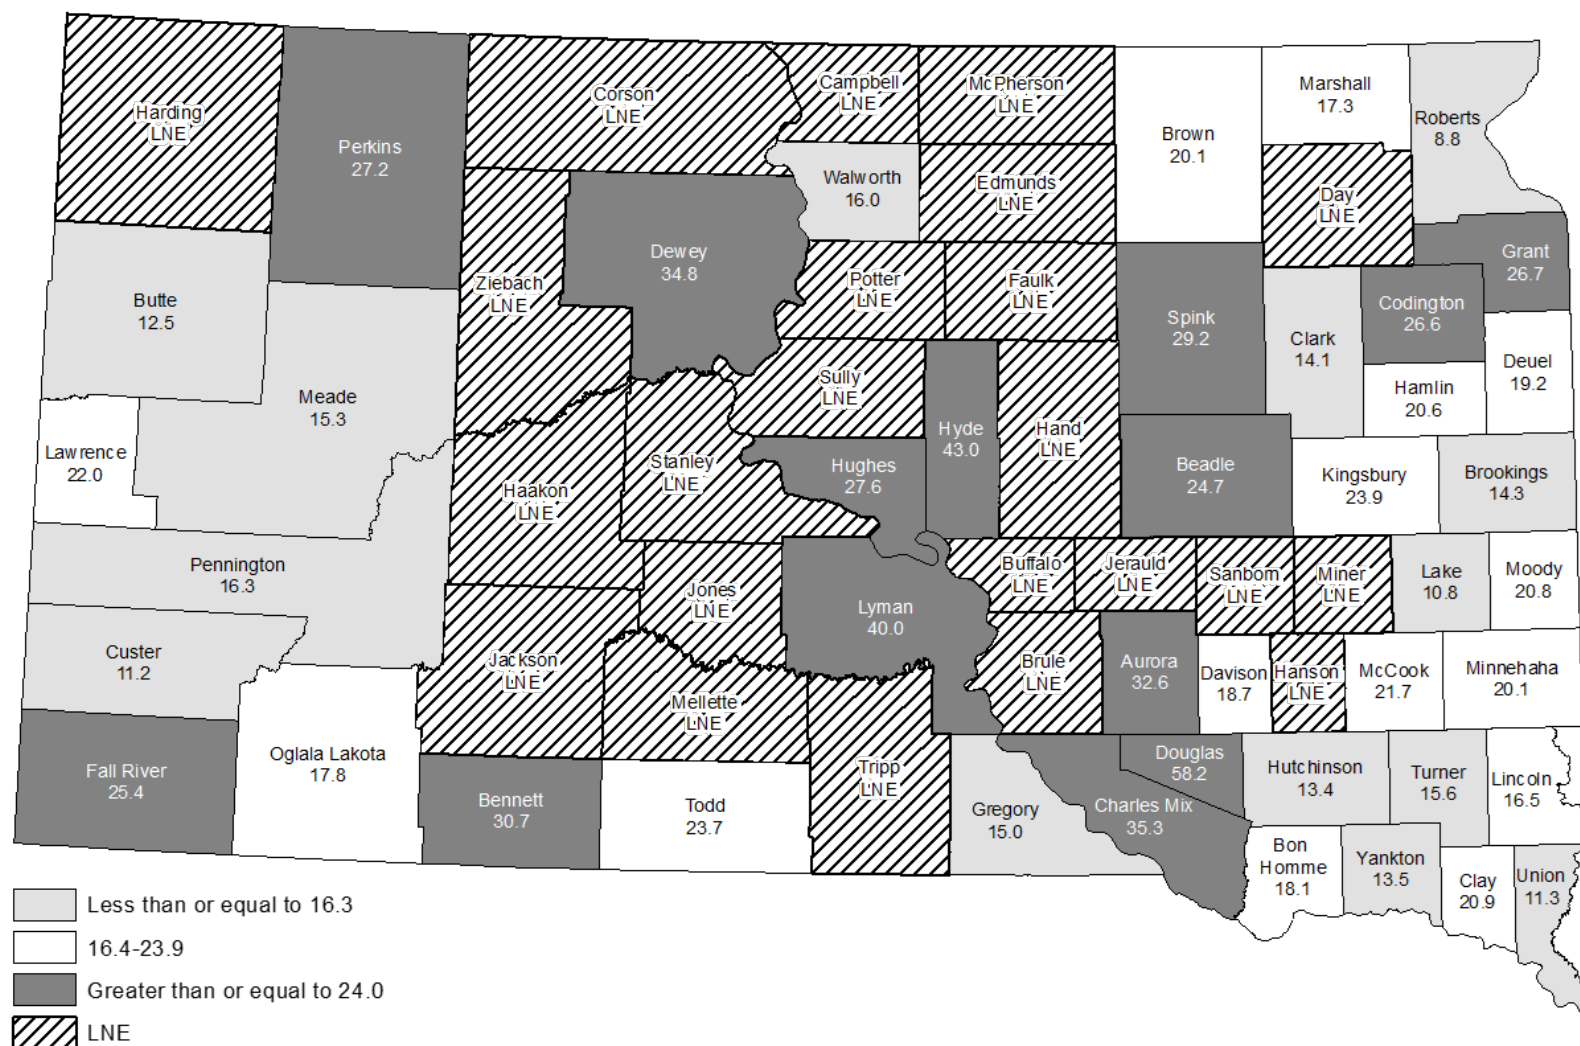 Harding
LNE
Perkins
27.2
Corson
LNE
Campbell
LNE
McPherson
LNE
Brown
20.1
Marshall
17.3
Roberts
8.8
Walworth
16.0
Edmunds
LNE
Day
LNE
Butte
12.5
Ziebach
LNE
Dewey
34.8
Potter
LNE
Faulk
LNE
Spink
29.2
Clark
14.1
Codington
26.6
Grant
26.7
Deuel
19.2
Hamlin
20.6
Meade
15.3
Sully
LNE
Hyde
43.0
Hand
LNE
Lawrence
22.0
Haakon
LNE
Stanley
LNE
Hughes
27.6
Beadle
24.7
Kingsbury
23.9
Brookings
14.3
Pennington
16.3
Jones
LNE
Lyman
40.0
Buffalo
LNE
Jerauld
LNE
Sanborn
LNE
Miner
LNE
Lake
10.8
Moody
20.8
Custer
11.2
Jackson
LNE
Mellette
LNE
Brule
LNE
Aurora
32.6
Davison
18.7
Hanson
LNE
McCook
21.7
Minnehaha
20.1
Fall River
25.4
Oglala Lakota
17.8
Bennett
30.7
Todd
23.7
Tripp
LNE
Gregory
15.0
Charles Mix
35.3
Douglas
58.2
Hutchinson
13.4
Turner
15.6
Lincoln
16.5
Bon
Homme
18.1
Yankton
13.5
Clay
20.9
Union
11.3
Less than or equal to 16.3
16.4-23.9
Greater than or equal to 24.0
LNE